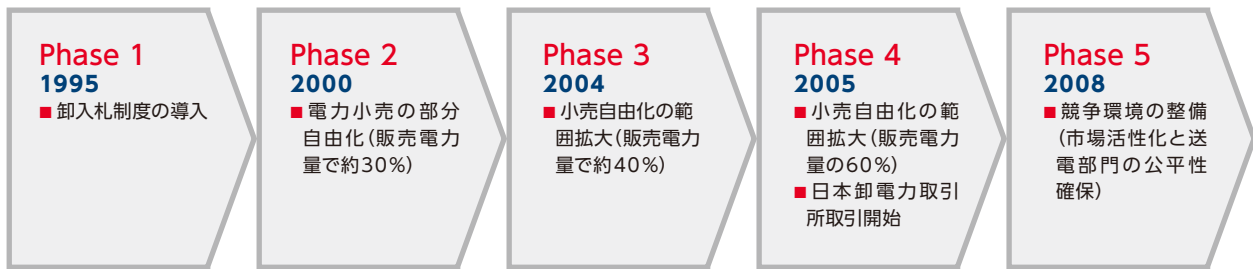 Phase 1
1995
■ 卸入札制度の導入
Phase 2
2000
■ 電力小売の部分
自由化(販売電力
量で約30%)
Phase 3
2004
■ 小売自由化の範
囲拡大(販売電力
量で約40%)
Phase 4
2005
■ 小売自由化の範
囲拡大(販売電力
量の60%)
■ 日本卸電力取引
所取引開始
Phase 5
2008
■ 競争環境の整備
(市場活性化と送
電部門の公平性
確保)